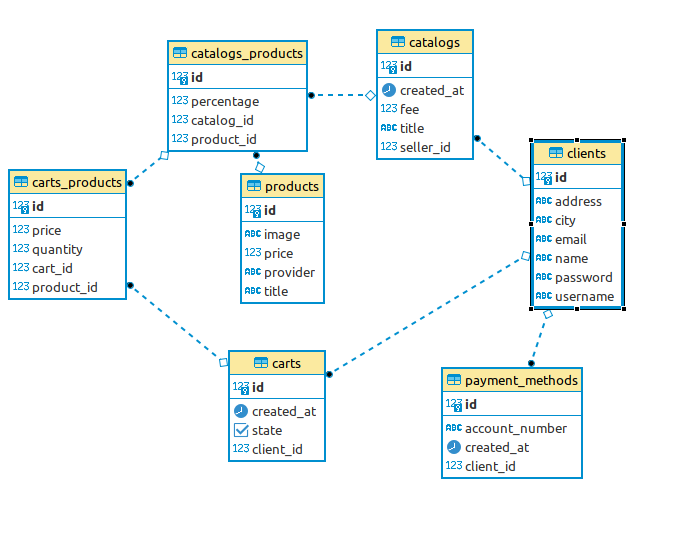 catalogs_products
123 id
123 percentage
123 catalog_id
123 product_id
catalogs
123 id
created_at
123 fee
ABC title
123 seller_id
clients
123 id
ABC address
ABC city
ABC email
ABC name
ABC password
ABC username
carts_products
123 id
123 price
123 quantity
123 cart_id
123 product_id
products
123 id
ABC image
123 price
ABC provider
ABC title
carts
123 id
created_at
state
123 client_id
payment_methods
123 id
ABC account_number
created_at
123 client_id